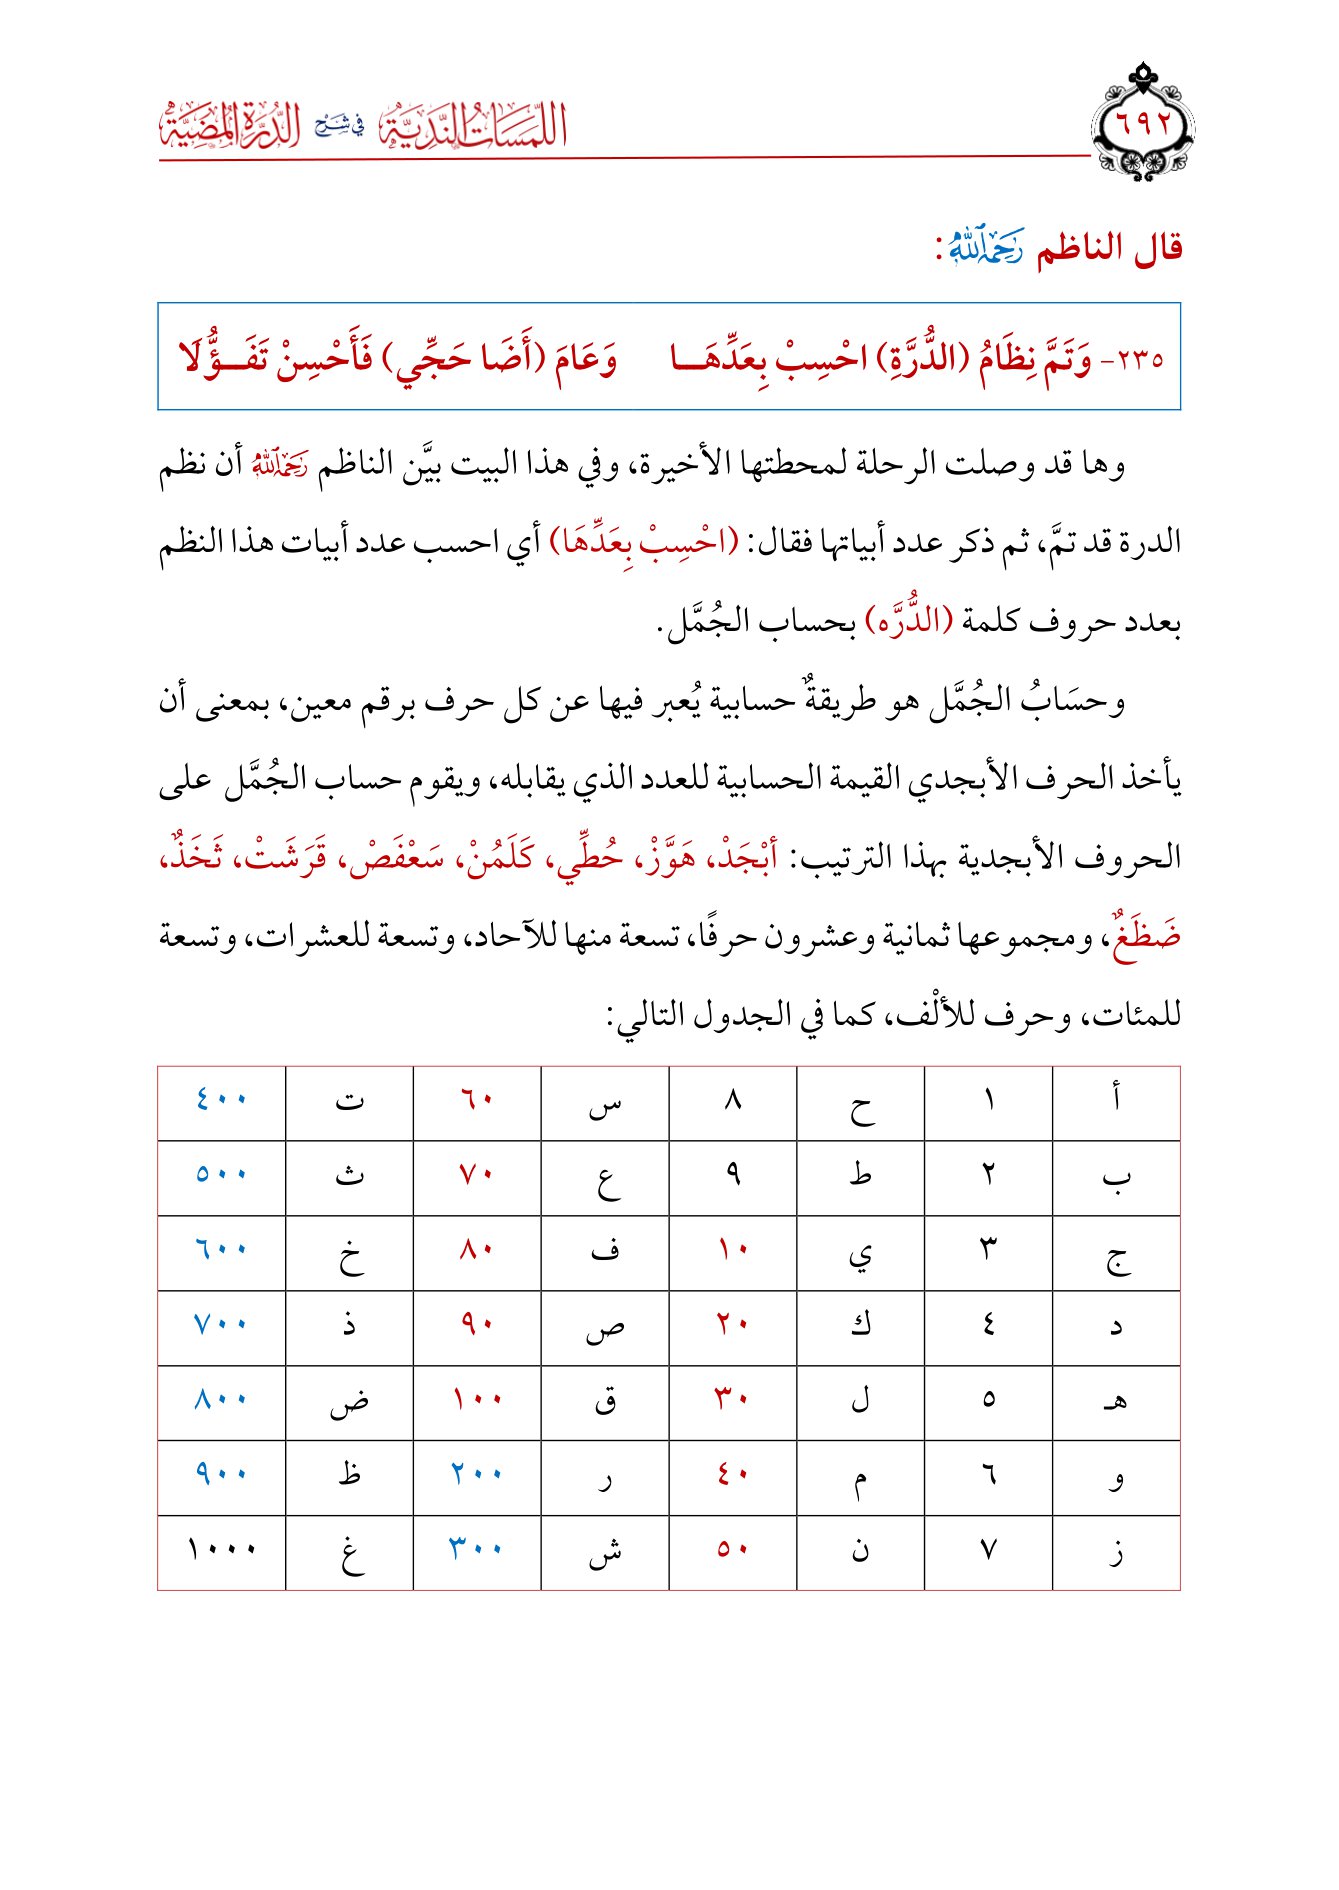 ٦٩٢
اللمسات الندية في شرح الدرة المضية
قال الناظم رَحِمَهُ ٱللَّهُ:
٢٣٥- وَتَمَّ نِظَامُ (الدُّرَّةِ) احْسِبْ بِعَدِّهَــا وَعَامَ (أَضَا حَجِّي) فَأَحْسِنْ تَفَــؤُّلَا
وها قد وصلت الرحلة لمحطتها الأخيرة، وفي هذا البيت بيَّن الناظم رَحِمَهُ ٱللَّهُ أن نظم
الدرة قد تمَّ، ثم ذكر عدد أبياتها فقال: (احْسِبْ بِعَدِّهَا) أي احسب عدد أبيات هذا النظم
بعدد حروف كلمة (الدُّرَّه) بحساب الجُمَّل.
وحسَابُ الجُمَّل هو طريقةٌ حسابية يُعبر فيها عن كل حرف برقم معين، بمعنى أن
يأخذ الحرف الأبجدي القيمة الحسابية للعدد الذي يقابله، ويقوم حساب الجُمَّل على
الحروف الأبجدية بهذا الترتيب: أَبْجَدْ، هَوَّزْ، حُطِّي، كَلَمُنْ، سَعْفَصْ، قَرَشَتْ، ثَخَذٌ،
ضَظَغٌ، ومجموعها ثمانية وعشرون حرفًا، تسعة منها للآحاد، وتسعة للعشرات، وتسعة
للمئات، وحرف للألْف، كما في الجدول التالي:
أ ١ ح ٨ س ٦٠ ت ٤٠٠
ب ٢ ط ٩ ع ٧٠ ث ٥٠٠
ج ٣ ي ١٠ ف ٨٠ خ ٦٠٠
د ٤ ك ٢٠ ص ٩٠ ذ ٧٠٠
هـ ٥ ل ٣٠ ق ١٠٠ ض ٨٠٠
و ٦ م ٤٠ ر ٢٠٠ ظ ٩٠٠
ز ٧ ن ٥٠ ش ٣٠٠ غ ١٠٠٠